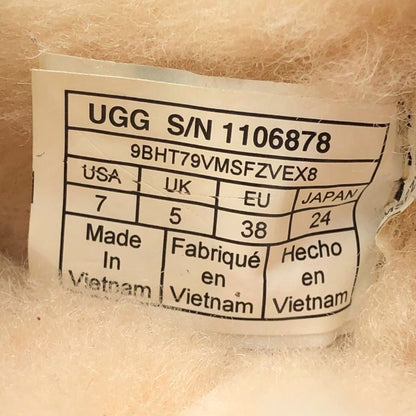 UGG S/N 1106878
9BHT79VMSFZVEX8
USA UK EU JAPAN
7 5 38 24
Made Fabriqué Hecho
In en en
Vietnam Vietnam Vietnam